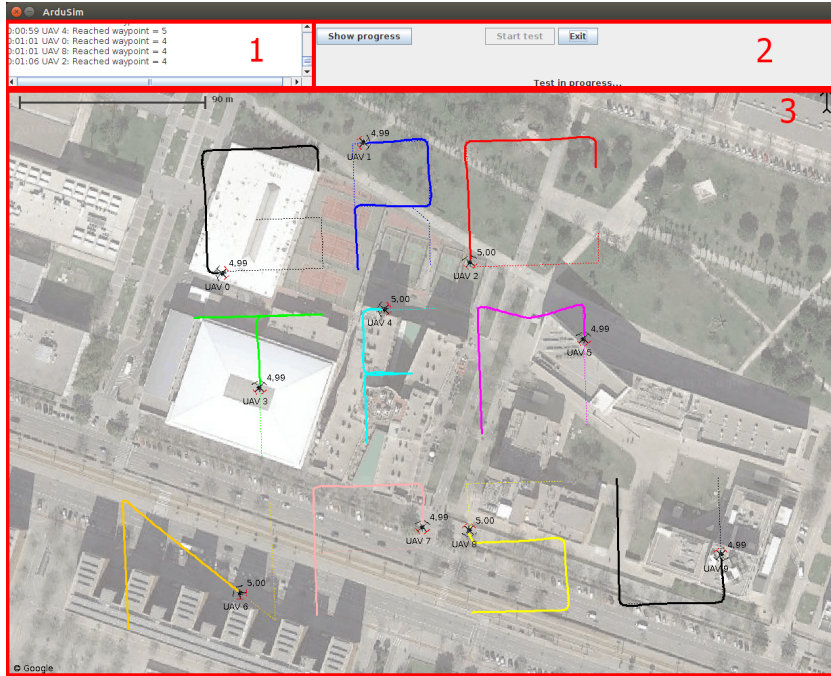 ArduSim
0:00:59 UAV 4: Reached waypoint = 5
0:01:01 UAV 0: Reached waypoint = 4
0:01:01 UAV 8: Reached waypoint = 4
0:01:06 UAV 2: Reached waypoint = 4
1
Show progress
Start test
Exit
2
Test in progress...
90 m
3
4,99
UAV 1
4,99
UAV 0
5,00
UAV 2
5,00
UAV 4
4,99
UAV 5
4,99
UAV 3
4,99
UAV 7
5,00
UAV 8
4,99
UAV 9
5,00
UAV 6
© Google